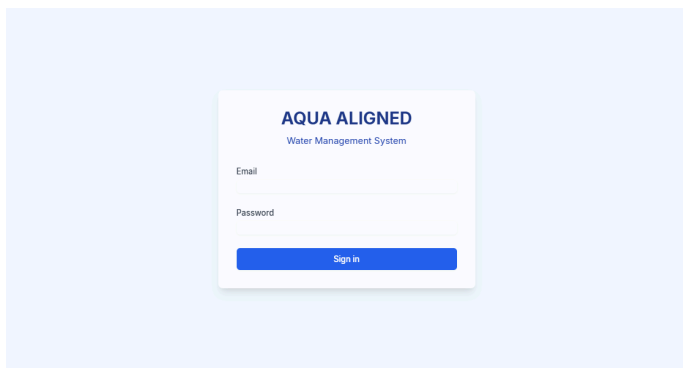 AQUA ALIGNED
Water Management System
Email
Password
Sign in